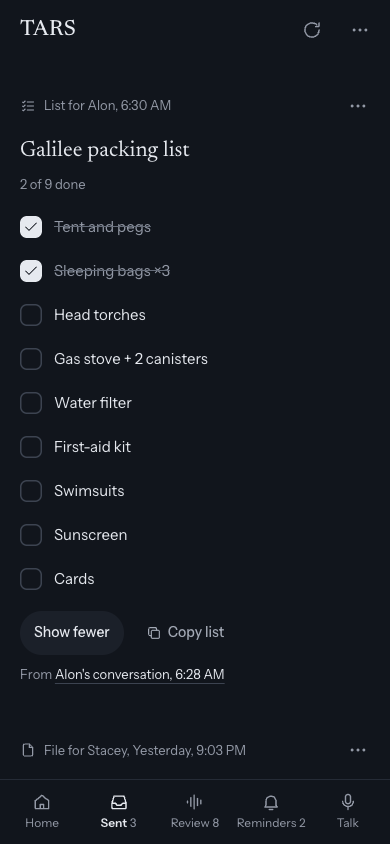 TARS
List for Alon, 6:30 AM
Galilee packing list
2 of 9 done
Tent and pegs
Sleeping bags ×3
Head torches
Gas stove + 2 canisters
Water filter
First-aid kit
Swimsuits
Sunscreen
Cards
Show fewer
Copy list
From Alon's conversation, 6:28 AM
File for Stacey, Yesterday, 9:03 PM
Home
Sent 3
Review 8
Reminders 2
Talk